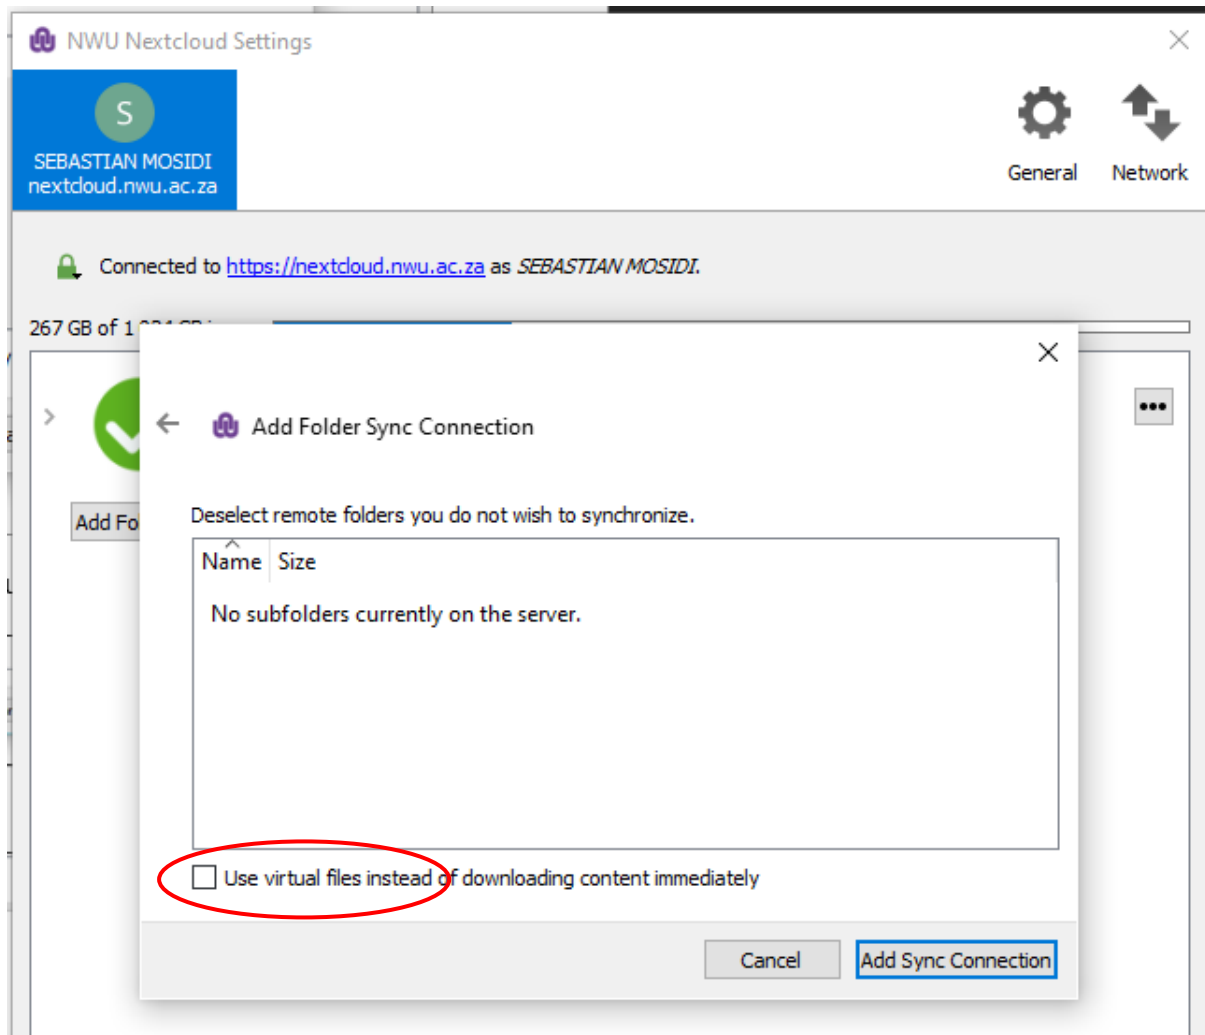 NWU Nextcloud Settings
S
SEBASTIAN MOSIDI
nextcloud.nwu.ac.za
General
Network
Connected to https://nextcloud.nwu.ac.za as SEBASTIAN MOSIDI.
267 GB of 1
Add Folder Sync Connection
Add Fo
Deselect remote folders you do not wish to synchronize.
Name Size
No subfolders currently on the server.
Use virtual files instead of downloading content immediately
Cancel
Add Sync Connection